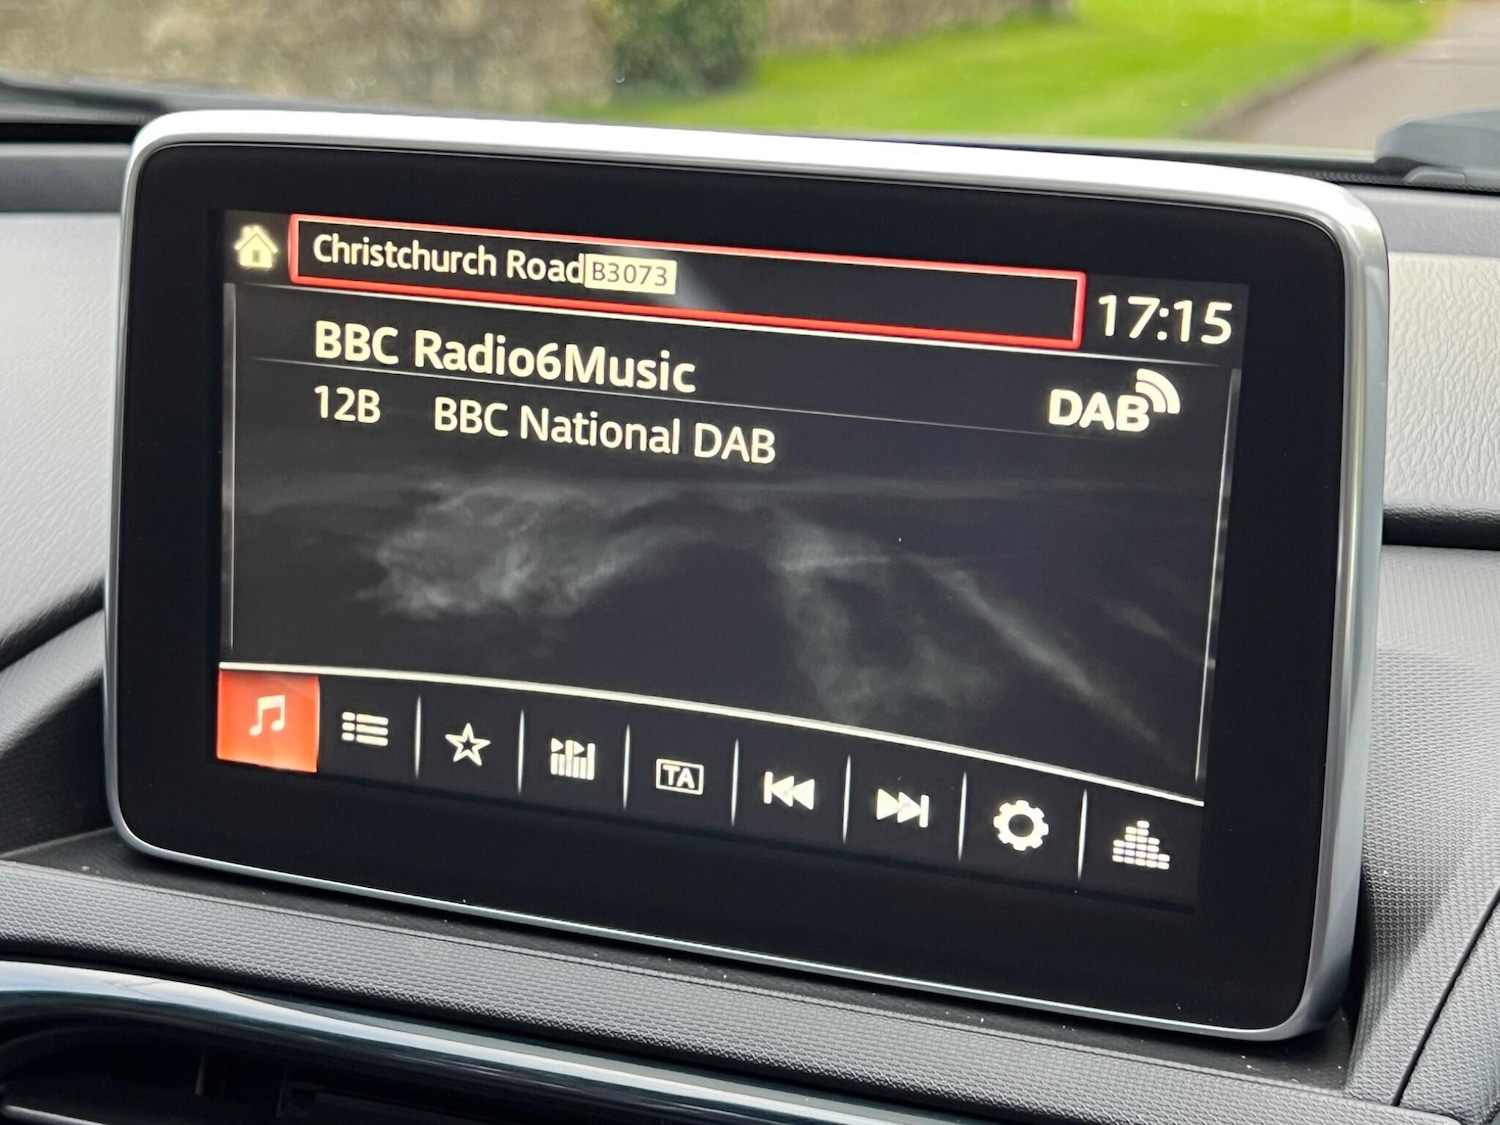 Christchurch Road B3073
17:15
BBC Radio6Music
DAB
12B BBC National DAB
TA